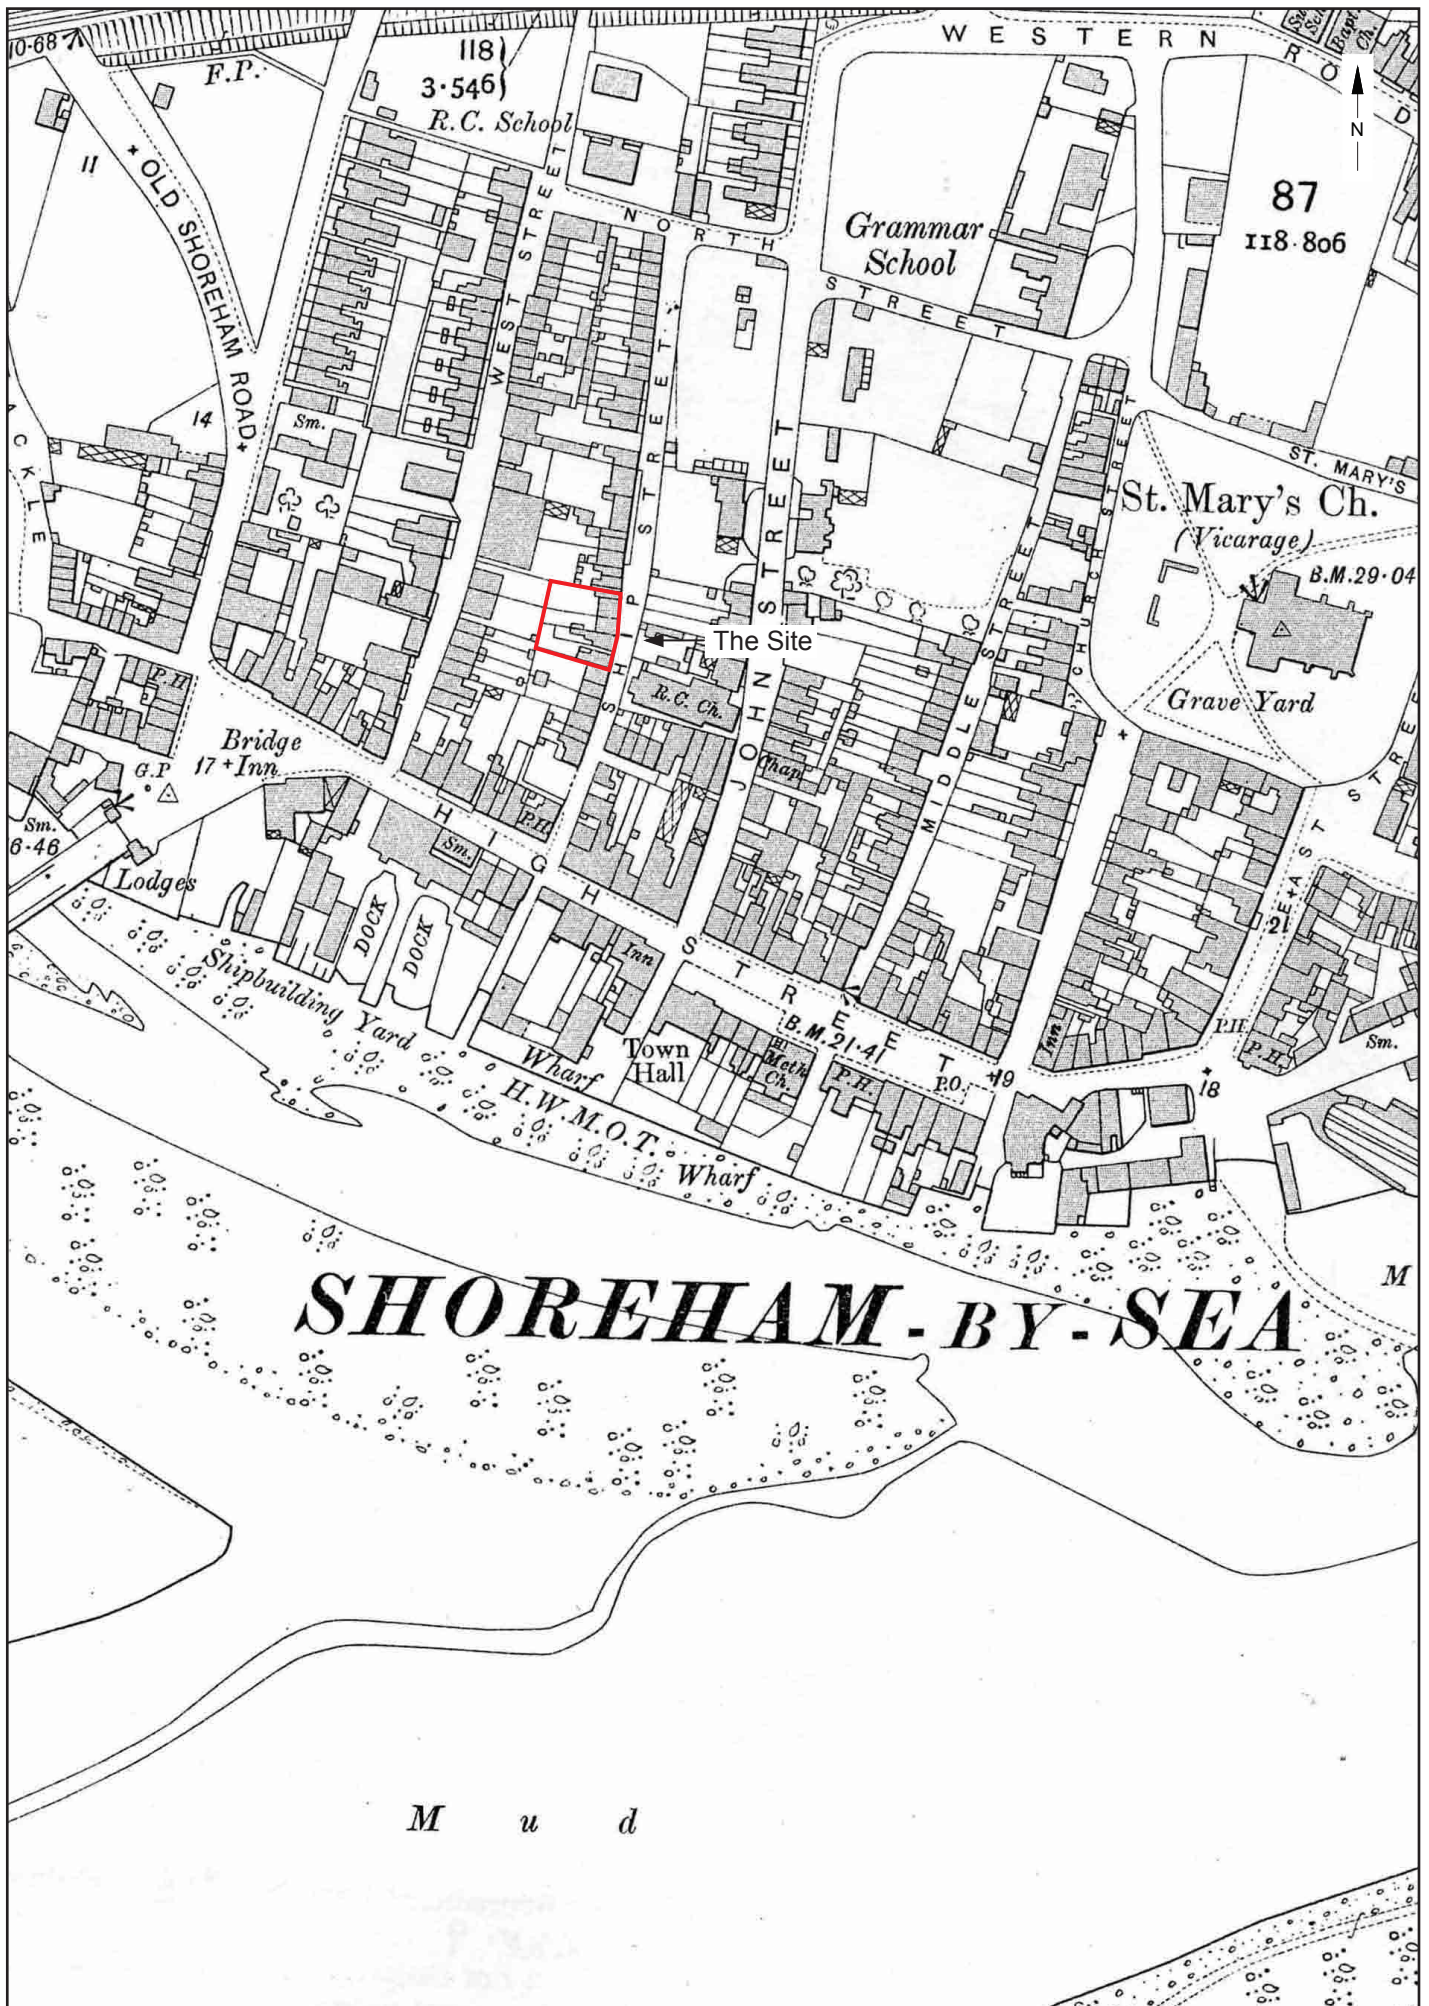 WESTERN ROAD
10·68
F.P.
118
3·546
R.C. School
N
11
OLD SHOREHAM ROAD
WEST STREET
WEST STREET
NORTH STREET
Grammar
School
87
118·806
14
Sm.
SHIP STREET
JOHN STREET
MIDDLE STREET
CHURCH STREET
ST. MARY'S
St. Mary's Ch.
(Vicarage)
B.M.29·04
Grave Yard
The Site
R.C. Ch.
Chap.
P.H.
Bridge
Inn
17
G.P
Sm.
6·46
Lodges
HIGH STREET
Sm.
P.H.
DOCK
DOCK
Shipbuilding Yard
Inn
Wharf
Town
Hall
H.W.M.O.T.
B.M.21·41
Meth.
Ch.
P.H.
P.O.
19
Inn
EAST STREET
21
P.H.
P.H.
Sm.
18
Wharf
M
SHOREHAM-BY-SEA
Mud